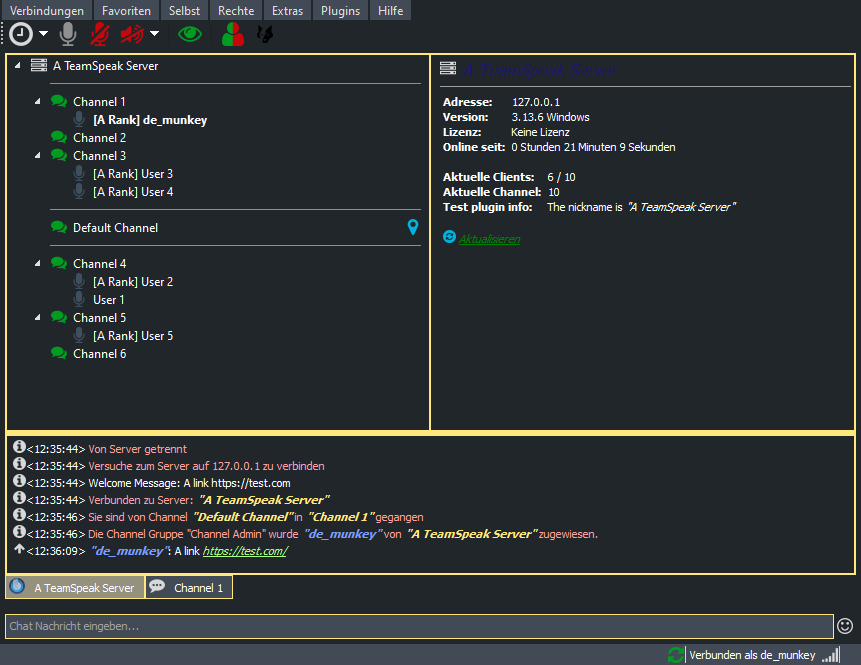 Verbindungen Favoriten Selbst Rechte Extras Plugins Hilfe
A TeamSpeak Server
Channel 1
[A Rank] de_munkey
Channel 2
Channel 3
[A Rank] User 3
[A Rank] User 4
Default Channel
Channel 4
[A Rank] User 2
User 1
Channel 5
[A Rank] User 5
Channel 6
A TeamSpeak Server
Adresse: 127.0.0.1
Version: 3.13.6 Windows
Lizenz: Keine Lizenz
Online seit: 0 Stunden 21 Minuten 9 Sekunden
Aktuelle Clients: 6 / 10
Aktuelle Channel: 10
Test plugin info: The nickname is "A TeamSpeak Server"
Aktualisieren
<12:35:44> Von Server getrennt
<12:35:44> Versuche zum Server auf 127.0.0.1 zu verbinden
<12:35:44> Welcome Message: A link https://test.com
<12:35:44> Verbunden zu Server: "A TeamSpeak Server"
<12:35:46> Sie sind von Channel "Default Channel" in "Channel 1" gegangen
<12:35:46> Die Channel Gruppe "Channel Admin" wurde "de_munkey" von "A TeamSpeak Server" zugewiesen.
<12:36:09> "de_munkey": A link https://test.com/
A TeamSpeak Server Channel 1
Chat Nachricht eingeben...
Verbunden als de_munkey